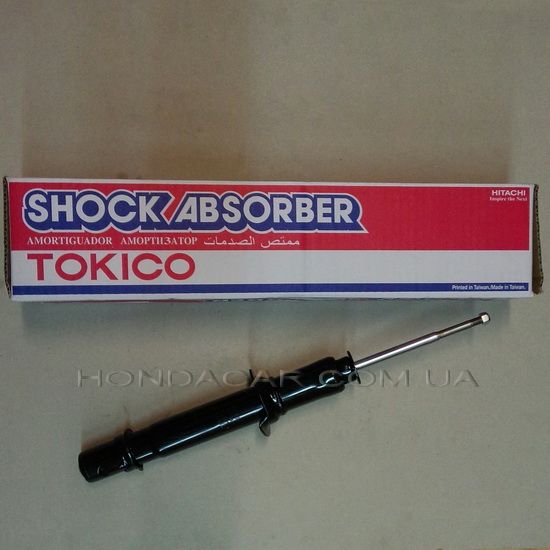 SHOCK ABSORBER
HITACHI
Inspire the Next
AMORTIGUADOR АМОРТИЗАТОР ممتص الصدمات
TOKICO
Printed in Taiwan./Made in Taiwan.
HONDACAR.COM.UA